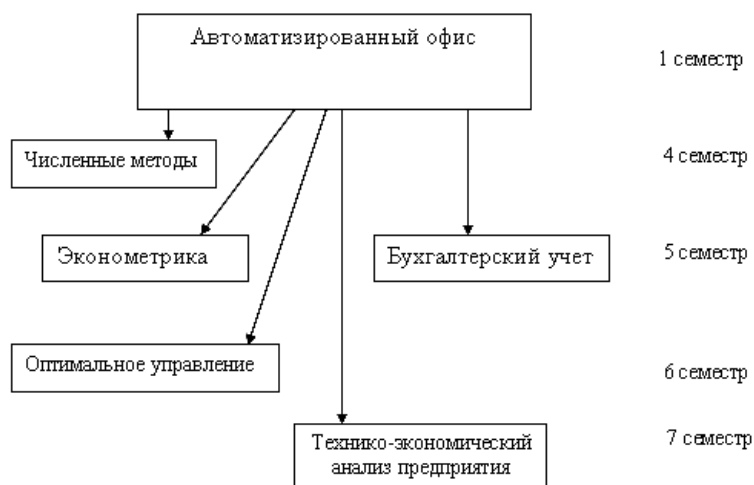 Автоматизированный офис
1 семестр
Численные методы
4 семестр
Эконометрика
Бухгалтерский учет
5 семестр
Оптимальное управление
6 семестр
Технико-экономический
анализ предприятия
7 семестр